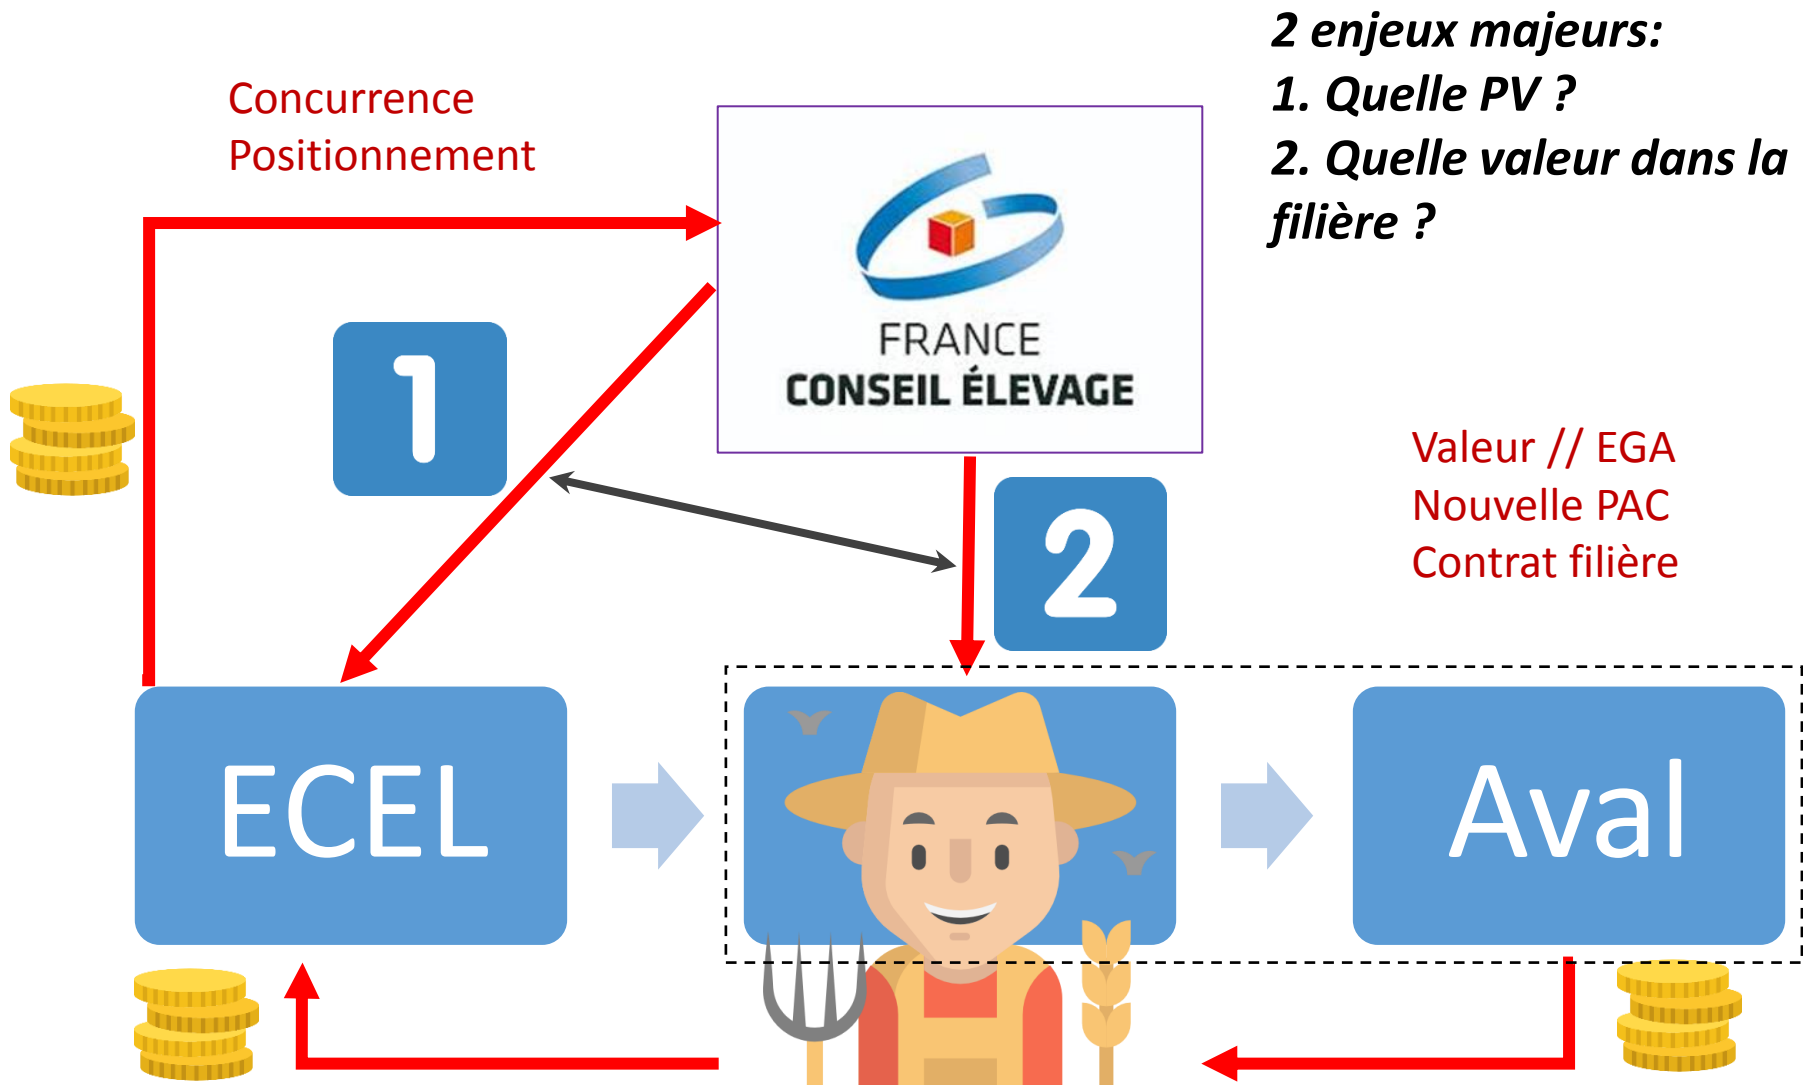 2 enjeux majeurs:
1. Quelle PV ?
2. Quelle valeur dans la
filière ?
Concurrence
Positionnement
FRANCE
CONSEIL ÉLEVAGE
1
2
Valeur // EGA
Nouvelle PAC
Contrat filière
ECEL
Aval